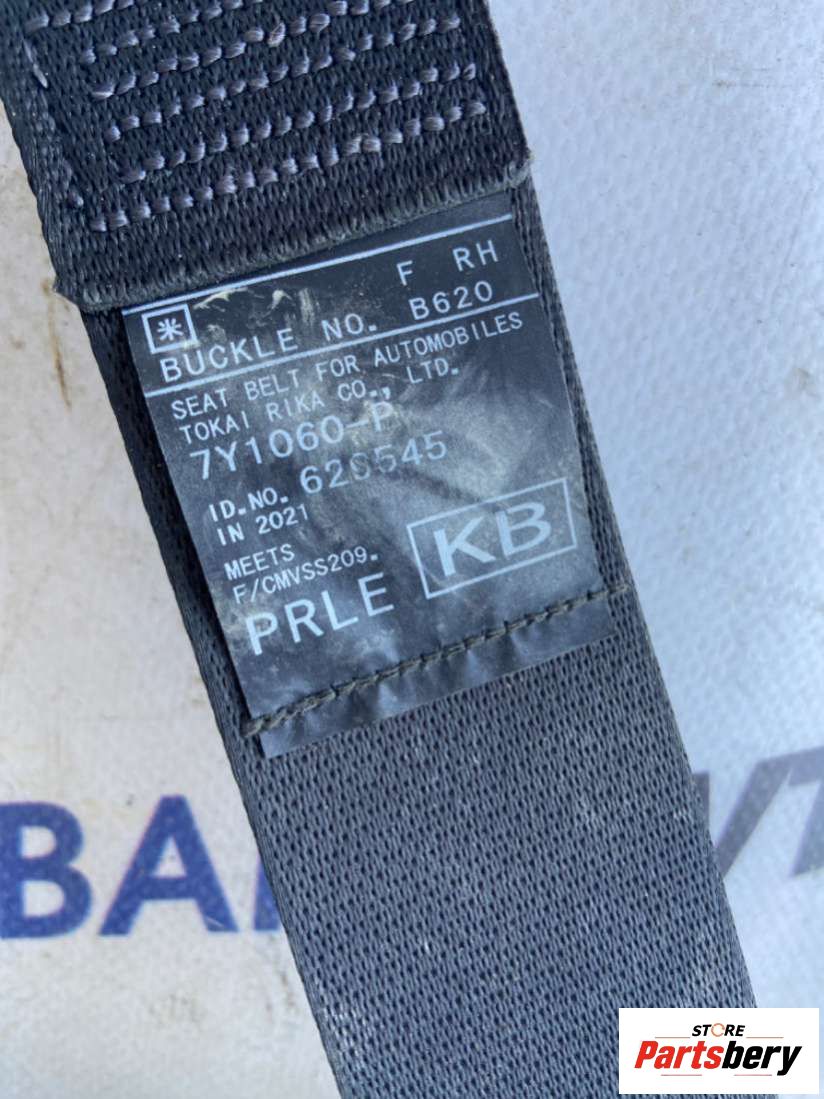 F RH
BUCKLE NO. B620
SEAT BELT FOR AUTOMOBILES
TOKAI RIKA CO., LTD.
7Y1060-P
ID.NO.
IN 2021
MEETS
F/CMVSS209.
PRLE KB
STORE
Partsbery